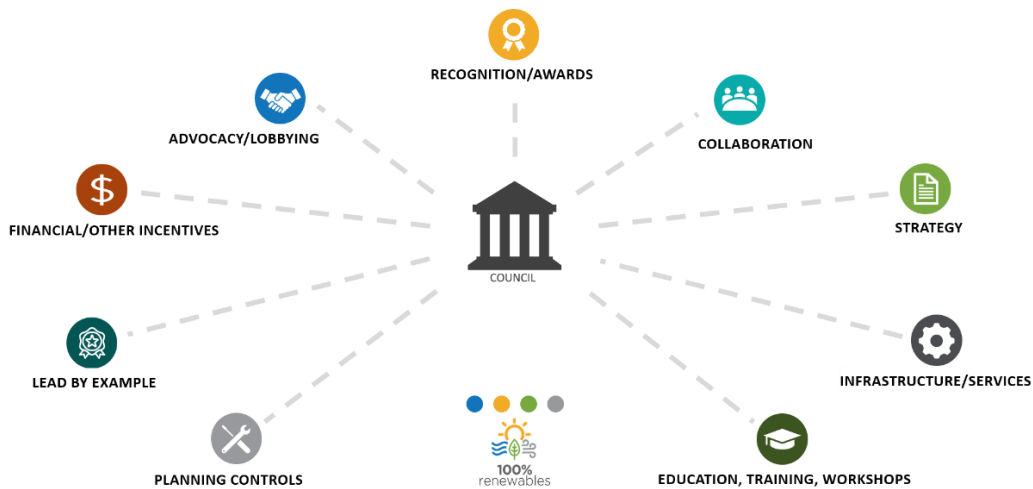 RECOGNITION/AWARDS
ADVOCACY/LOBBYING
COLLABORATION
FINANCIAL/OTHER INCENTIVES
STRATEGY
COUNCIL
LEAD BY EXAMPLE
INFRASTRUCTURE/SERVICES
PLANNING CONTROLS
100%
renewables
EDUCATION, TRAINING, WORKSHOPS